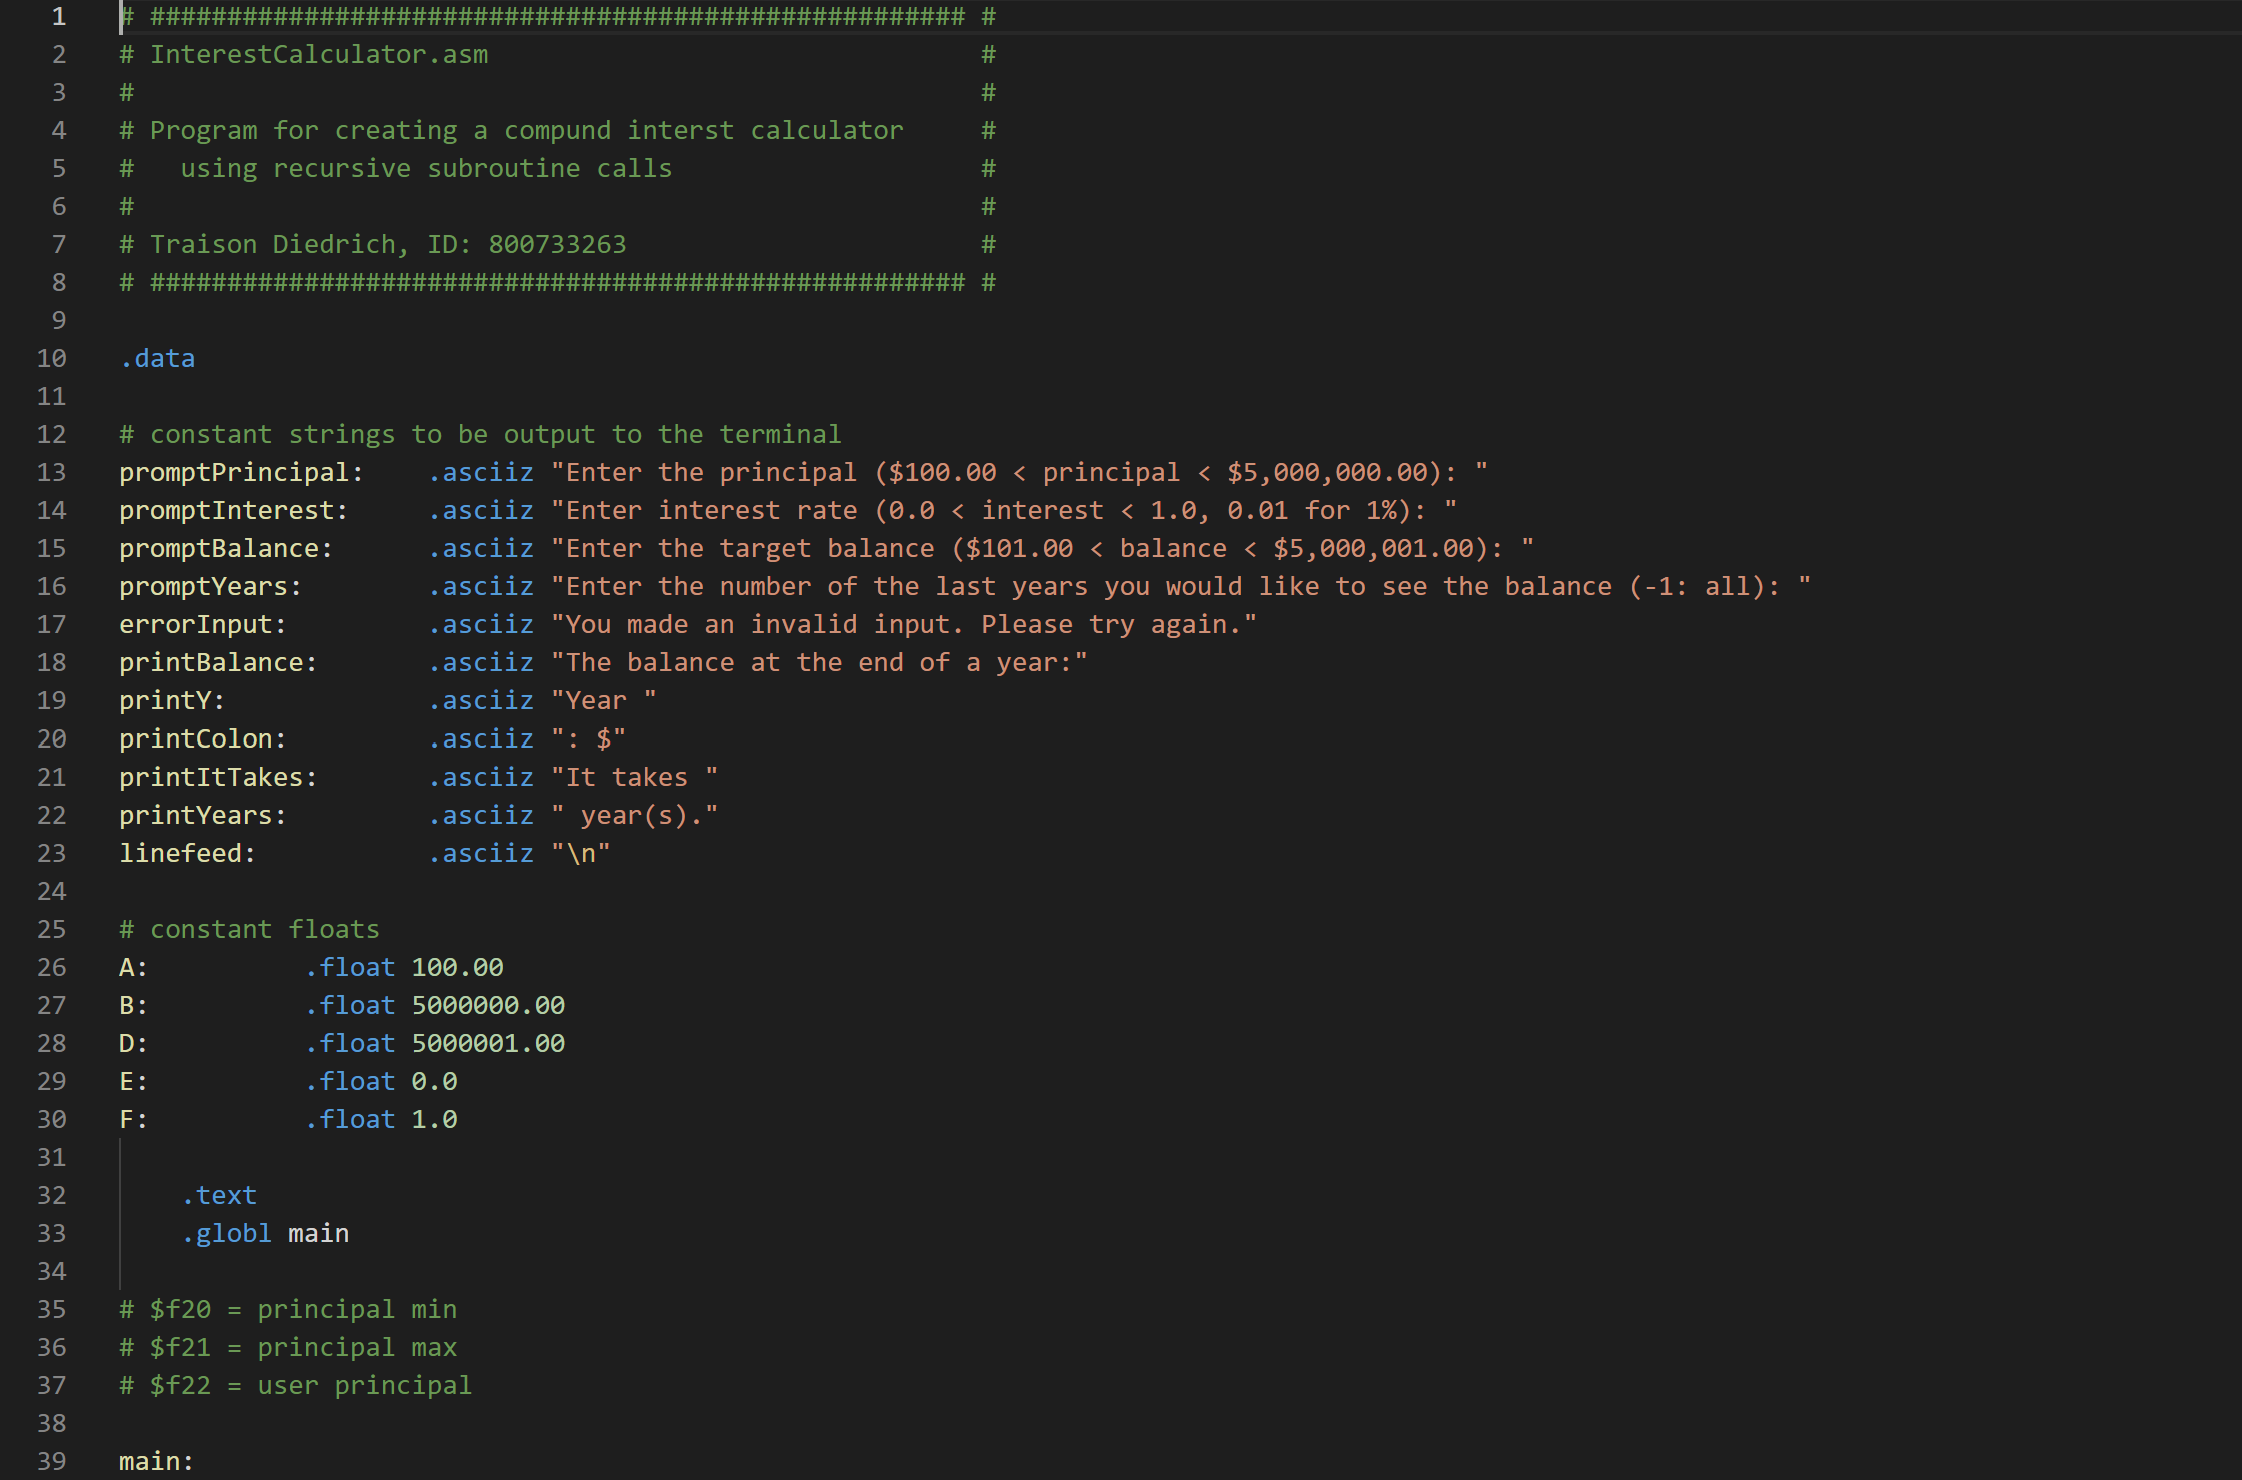 1 # ##################################################### #
2 # InterestCalculator.asm #
3 # #
4 # Program for creating a compund interst calculator #
5 #   using recursive subroutine calls #
6 # #
7 # Traison Diedrich, ID: 800733263 #
8 # ##################################################### #
9
10 .data
11
12 # constant strings to be output to the terminal
13 promptPrincipal: .asciiz "Enter the principal ($100.00 < principal < $5,000,000.00): "
14 promptInterest: .asciiz "Enter interest rate (0.0 < interest < 1.0, 0.01 for 1%): "
15 promptBalance: .asciiz "Enter the target balance ($101.00 < balance < $5,000,001.00): "
16 promptYears: .asciiz "Enter the number of the last years you would like to see the balance (-1: all): "
17 errorInput: .asciiz "You made an invalid input. Please try again."
18 printBalance: .asciiz "The balance at the end of a year:"
19 printY: .asciiz "Year "
20 printColon: .asciiz ": $"
21 printItTakes: .asciiz "It takes "
22 printYears: .asciiz " year(s)."
23 linefeed: .asciiz "\n"
24
25 # constant floats
26 A: .float 100.00
27 B: .float 5000000.00
28 D: .float 5000001.00
29 E: .float 0.0
30 F: .float 1.0
31
32 .text
33 .globl main
34
35 # $f20 = principal min
36 # $f21 = principal max
37 # $f22 = user principal
38
39 main: